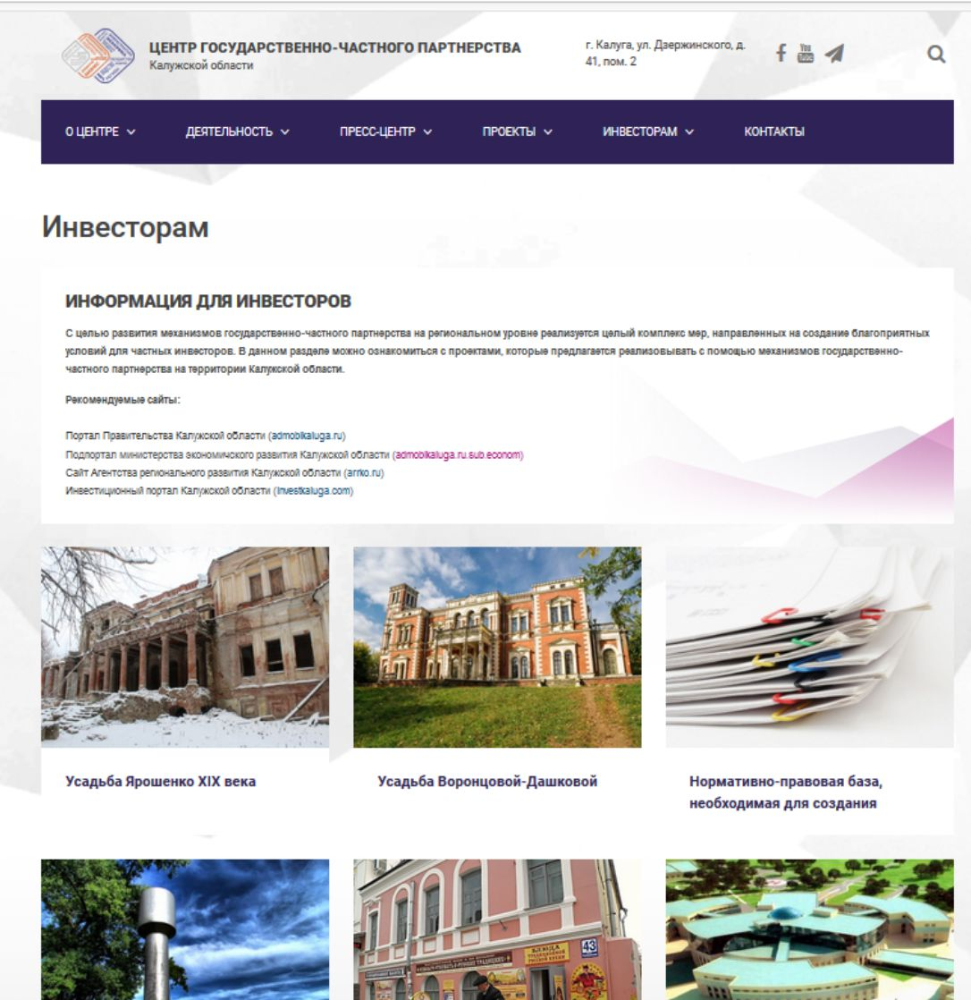 ЦЕНТР ГОСУДАРСТВЕННО-ЧАСТНОГО ПАРТНЕРСТВА
Калужской области
г. Калуга, ул. Дзержинского, д.
41, пом. 2
You
Tube
О ЦЕНТРЕ
ДЕЯТЕЛЬНОСТЬ
ПРЕСС-ЦЕНТР
ПРОЕКТЫ
ИНВЕСТОРАМ
КОНТАКТЫ
Инвесторам
ИНФОРМАЦИЯ ДЛЯ ИНВЕСТОРОВ
С целью развития механизмов государственно-частного партнерства на региональном уровне реализуется целый комплекс мер, направленных на создание благоприятных
условий для частных инвесторов. В данном разделе можно ознакомиться с проектами, которые предлагается реализовывать с помощью механизмов государственно-
частного партнерства на территории Калужской области.
Рекомендуемые сайты:
Портал Правительства Калужской области (admoblkaluga.ru)
Подпортал министерства экономичского развития Калужской области (admoblkaluga.ru.sub.econom)
Сайт Агентства регионального развития Калужской области (arrko.ru)
Инвестиционный портал Калужской области (investkaluga.com)
Усадьба Ярошенко XIX века
Усадьба Воронцовой-Дашковой
Нормативно-правовая база,
необходимая для создания
БЛЮДА
ТРАДИЦИОННОЙ
РУССКОЙ КУХНИ
43